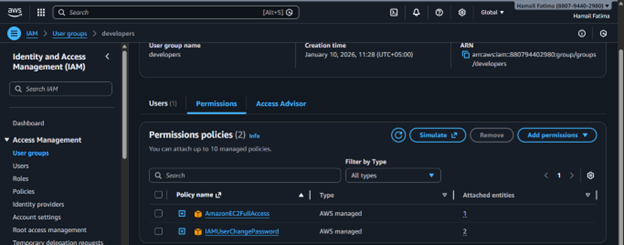 aws
Search
[Alt+S]
Global
Hamail Fatima (8807-9440-2980)
Hamail Fatima
IAM > User groups > developers
Identity and Access Management (IAM)
Search IAM
Dashboard
Access Management
User groups
Users
Roles
Policies
Identity providers
Account settings
Root access management
Temporary delegation requests
User group name
developers
Creation time
January 10, 2026, 11:28 (UTC+05:00)
ARN
arn:aws:iam::880794402980:group/groups/developers
Users (1)
Permissions
Access Advisor
Permissions policies (2) Info
You can attach up to 10 managed policies.
Simulate
Remove
Add permissions
Search
Filter by Type
All types
1
Policy name
Type
Attached entities
AmazonEC2FullAccess
AWS managed
1
IAMUserChangePassword
AWS managed
2